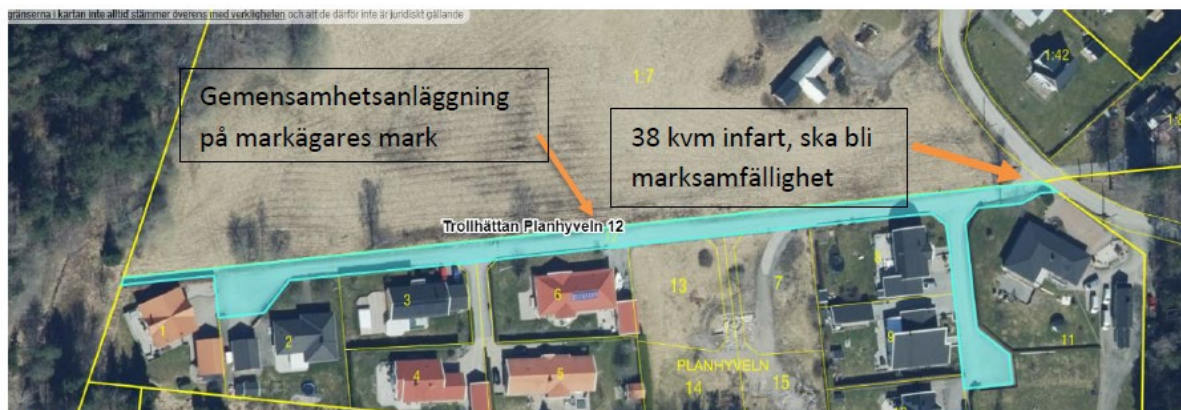 gränserna i kartan inte alltid stämmer överens med verkligheten och att de därför inte är juridiskt gällande
1:42
1:7
Gemensamhetsanläggning
på markägares mark
38 kvm infart, ska bli
marksamfällighet
Trollhättan Planhyveln 12
1
2
3
6
13
7
8
9
11
4
5
PLANHYVELN
14
15